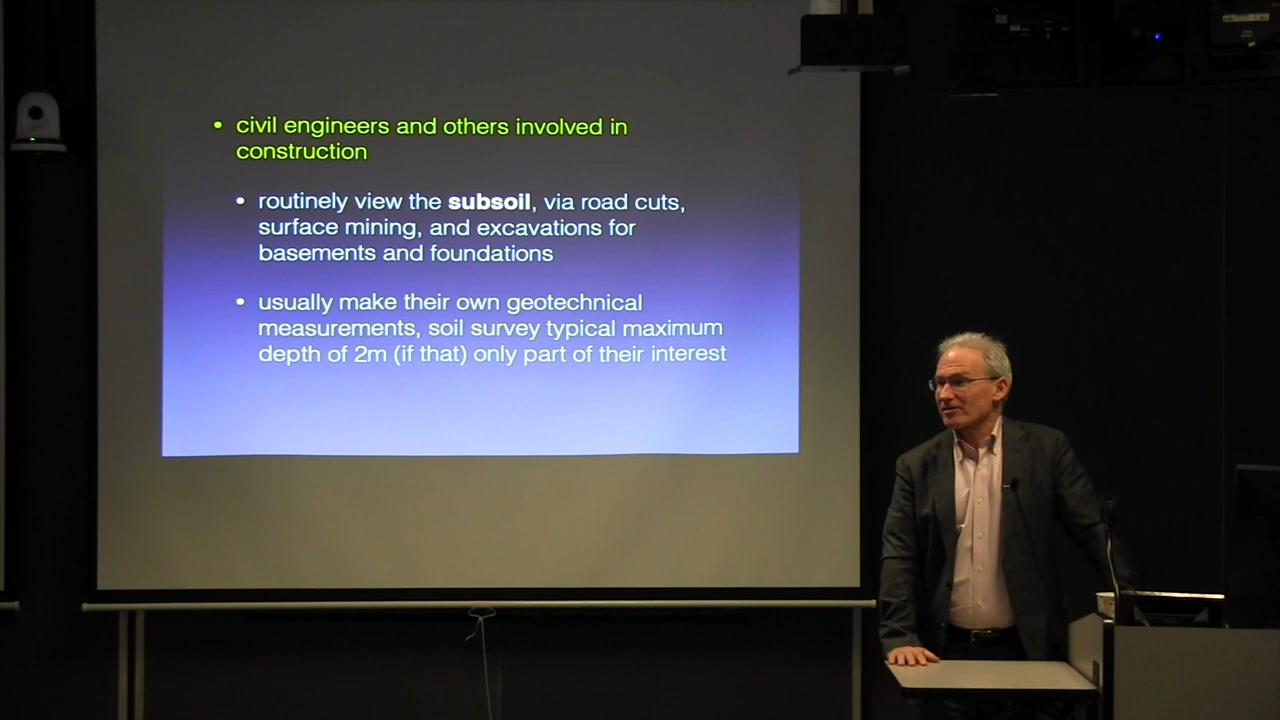 • civil engineers and others involved in
construction
• routinely view the subsoil, via road cuts,
surface mining, and excavations for
basements and foundations
• usually make their own geotechnical
measurements, soil survey typical maximum
depth of 2m (if that) only part of their interest